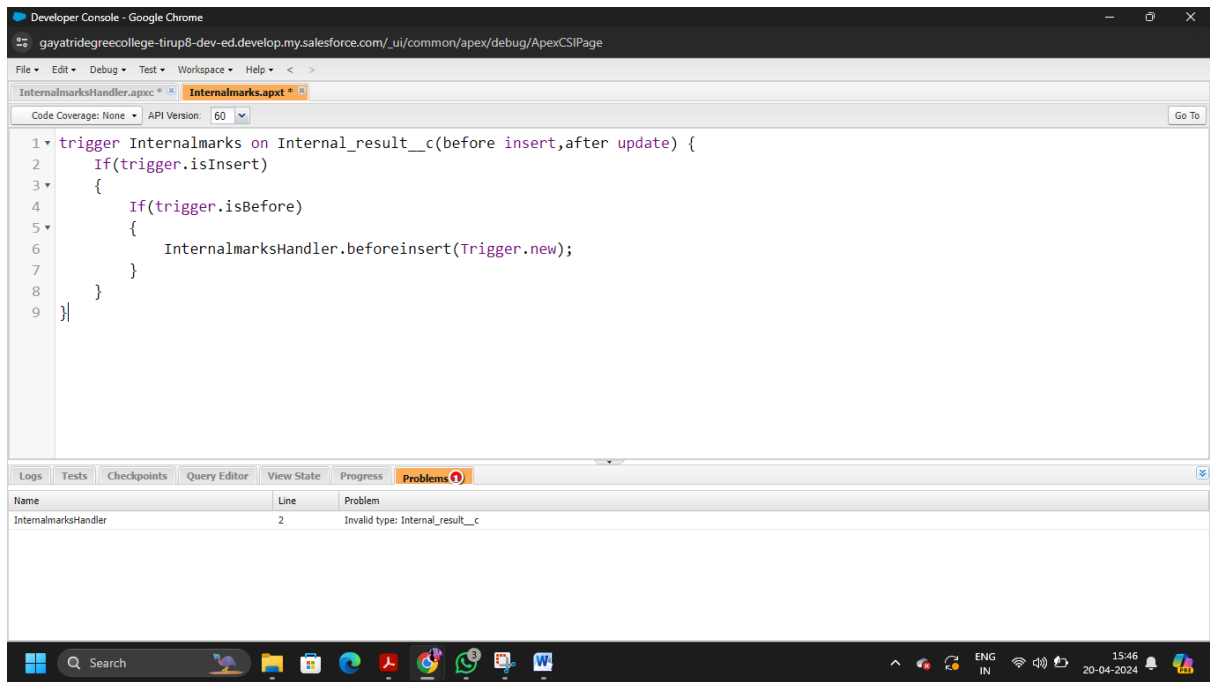 Developer Console - Google Chrome
gayatridegreecollege-tirup8-dev-ed.develop.my.salesforce.com/_ui/common/apex/debug/ApexCSIPage
File Edit Debug Test Workspace Help < >
InternalmarksHandler.apxc * Internalmarks.apxt *
Code Coverage: None API Version: 60 Go To
1 trigger Internalmarks on Internal_result__c(before insert,after update) {
2 If(trigger.isInsert)
3 {
4 If(trigger.isBefore)
5 {
6 InternalmarksHandler.beforeinsert(Trigger.new);
7 }
8 }
9 }
Logs Tests Checkpoints Query Editor View State Progress Problems 1
Name Line Problem
InternalmarksHandler 2 Invalid type: Internal_result__c
Search 3 ENG 15:46
IN 20-04-2024 PRE